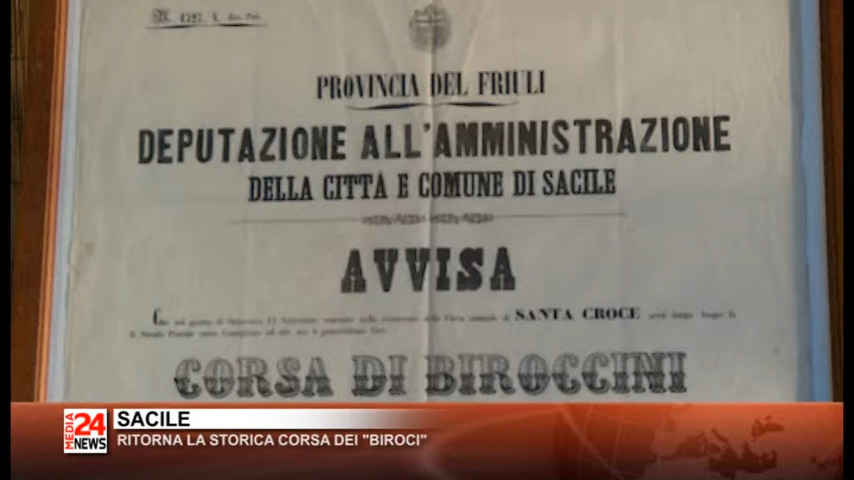 PROVINCIA DEL FRIULI
DEPUTAZIONE ALL'AMMINISTRAZIONE
DELLA CITTÀ E COMUNE DI SACILE
AVVISA
SANTA CROCE
CORSA DI BIROCCINI
MEDIA 24 NEWS
SACILE
RITORNA LA STORICA CORSA DEI "BIROCI"